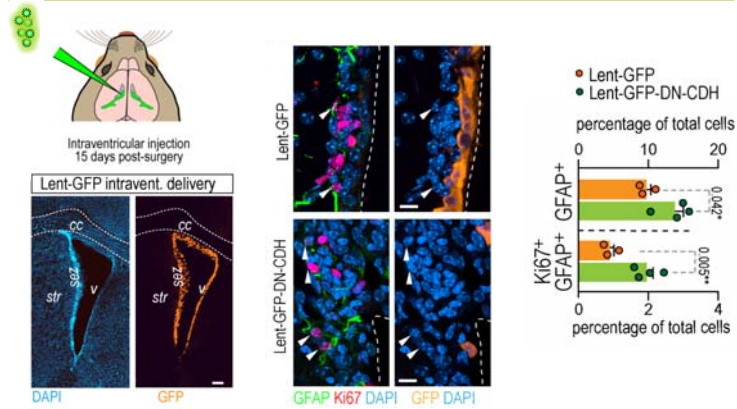 Intraventricular injection
15 days post-surgery
Lent-GFP intravent. delivery
cc
str
sez
v
cc
str
sez
v
DAPI
GFP
Lent-GFP
Lent-GFP-DN-CDH
GFAP Ki67 DAPI
GFP DAPI
Lent-GFP
Lent-GFP-DN-CDH
percentage of total cells
0 10 20
GFAP+
0.042*
Ki67+
GFAP+
0.005**
0 2 4
percentage of total cells